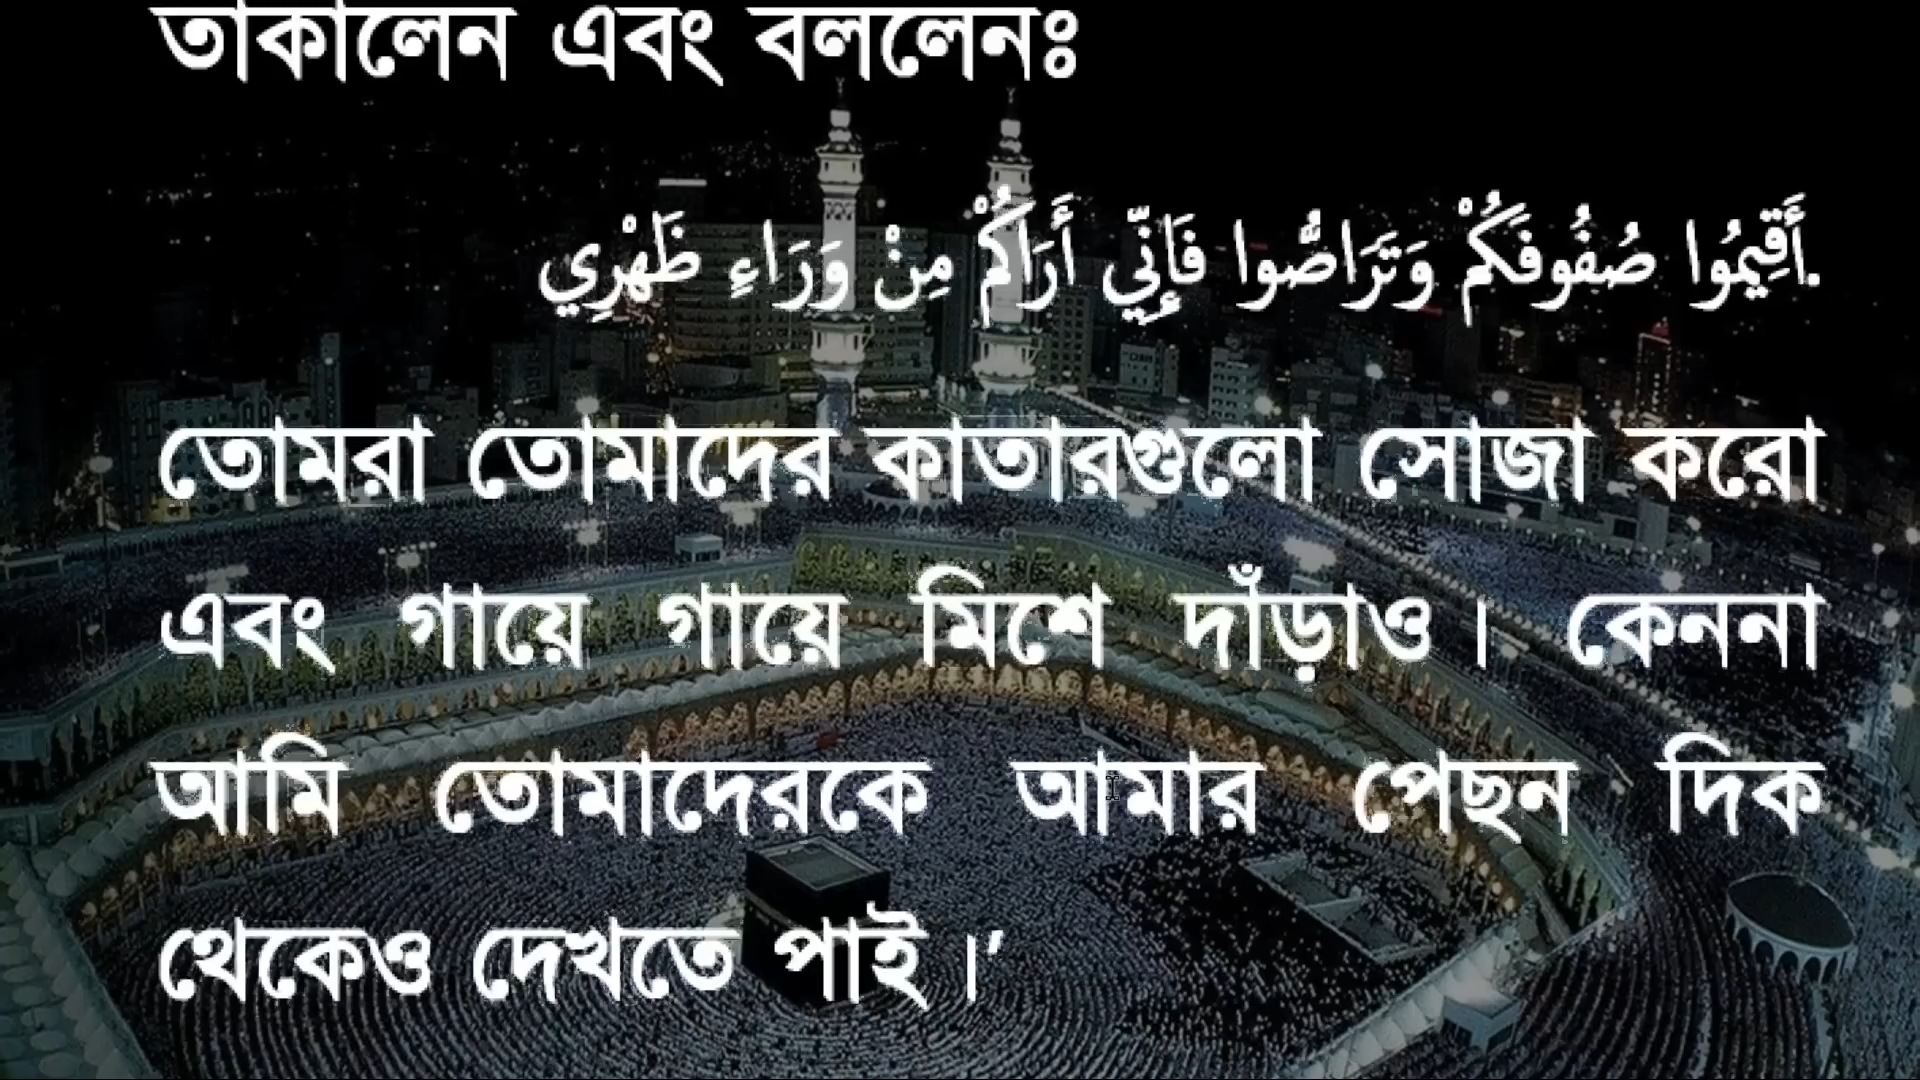 তাকালেন এবং বললেনঃ
.أَقِيمُوا صُفُوفَكُمْ وَتَرَاصُّوا فَإِنِّي أَرَاكُمْ مِنْ وَرَاءِ ظَهْرِي
তোমরা তোমাদের কাতারগুলো সোজা করো
এবং গায়ে গায়ে মিশে দাঁড়াও। কেননা
আমি তোমাদেরকে আমার পেছন দিক
থেকেও দেখতে পাই।’